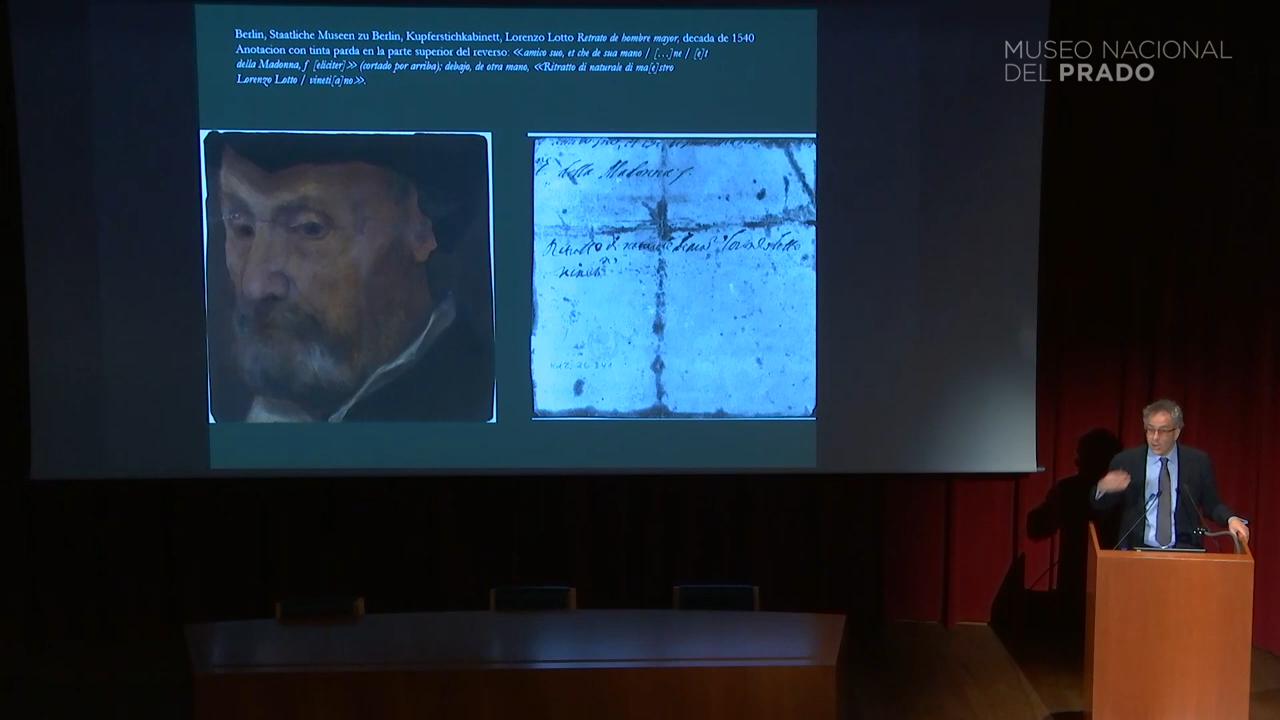 Berlin, Staatliche Museen zu Berlin, Kupferstichkabinett, Lorenzo Lotto Retrato de hombre mayor, decada de 1540
Anotacion con tinta parda en la parte superior del reverso: «amico suo, et che de sua mano / [...]ne / [e]t
della Madonna, f [eliciter]» (cortado por arriba); debajo, de otra mano, «Ritratto di naturale di ma[e]stro
Lorenzo Lotto / vineti[a]no».
MUSEO NACIONAL
DEL PRADO
della Madonna f.
Ritratto di